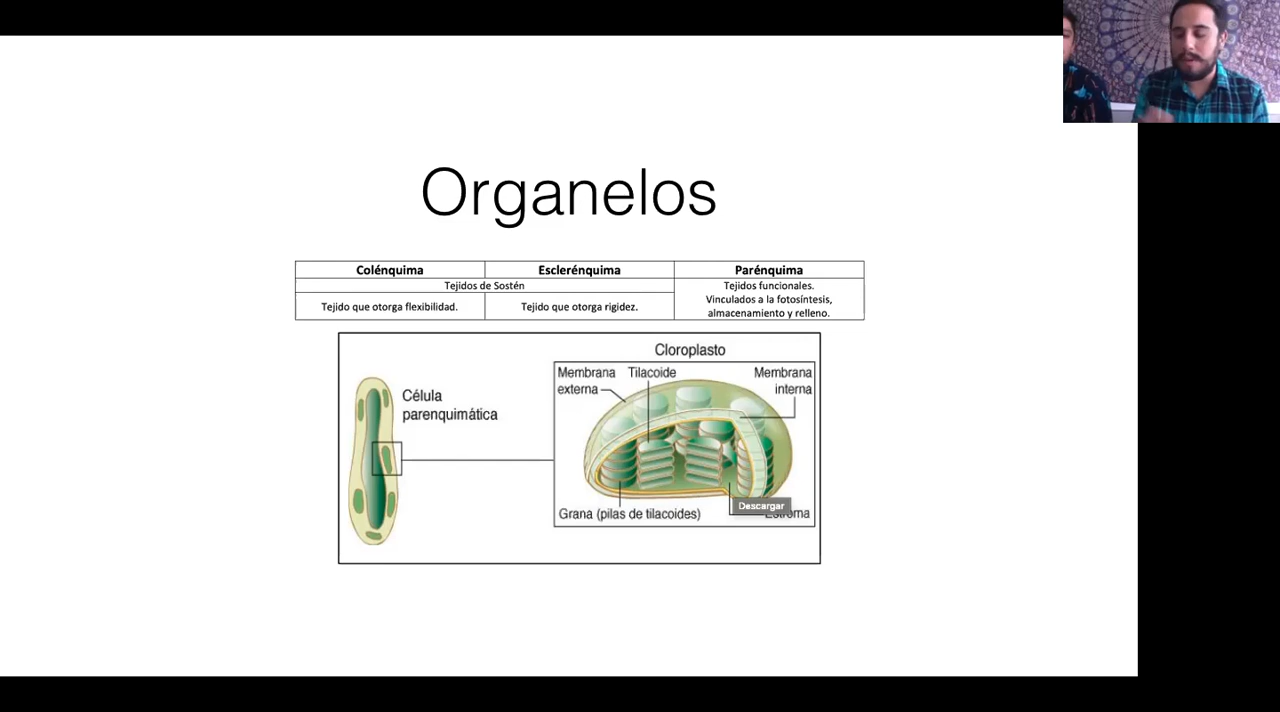 Organelos
Colénquima Esclerénquima Parénquima
Tejidos de Sostén
Tejido que otorga flexibilidad. Tejido que otorga rigidez.
Tejidos funcionales.
Vinculados a la fotosíntesis,
almacenamiento y relleno.
Cloroplasto
Célula
parenquimática
Membrana
externa
Tilacoide
Membrana
interna
Grana (pilas de tilacoides)
Descargar
Estroma